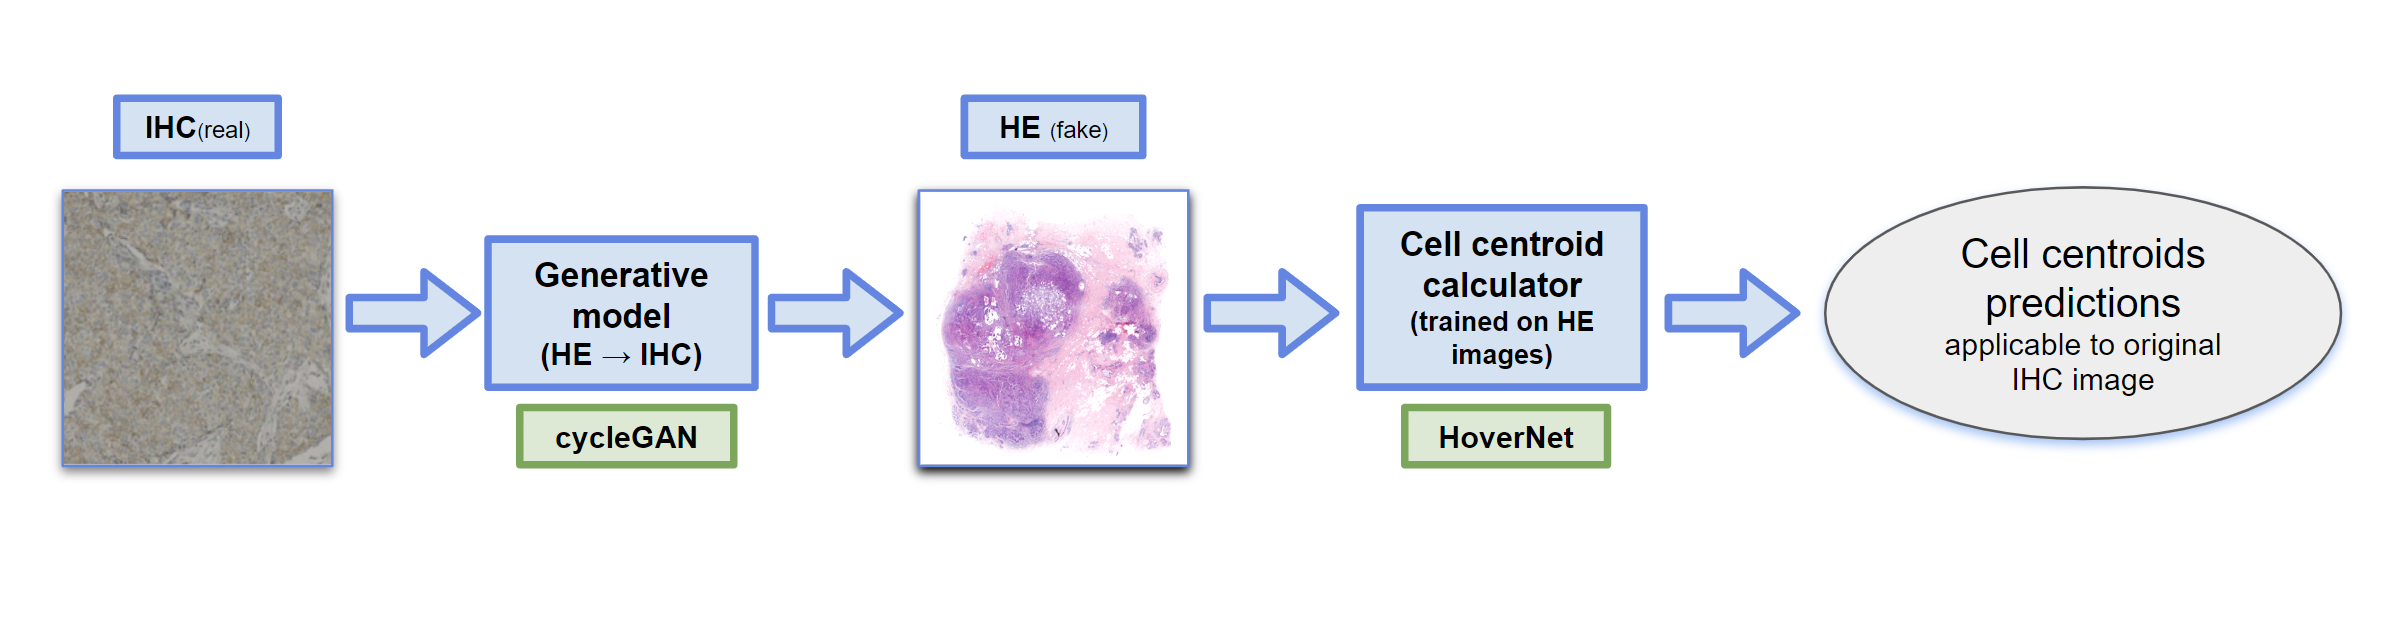 IHC(real)
HE (fake)
Generative
model
(HE → IHC)
cycleGAN
Cell centroid
calculator
(trained on HE
images)
HoverNet
Cell centroids
predictions
applicable to original
IHC image